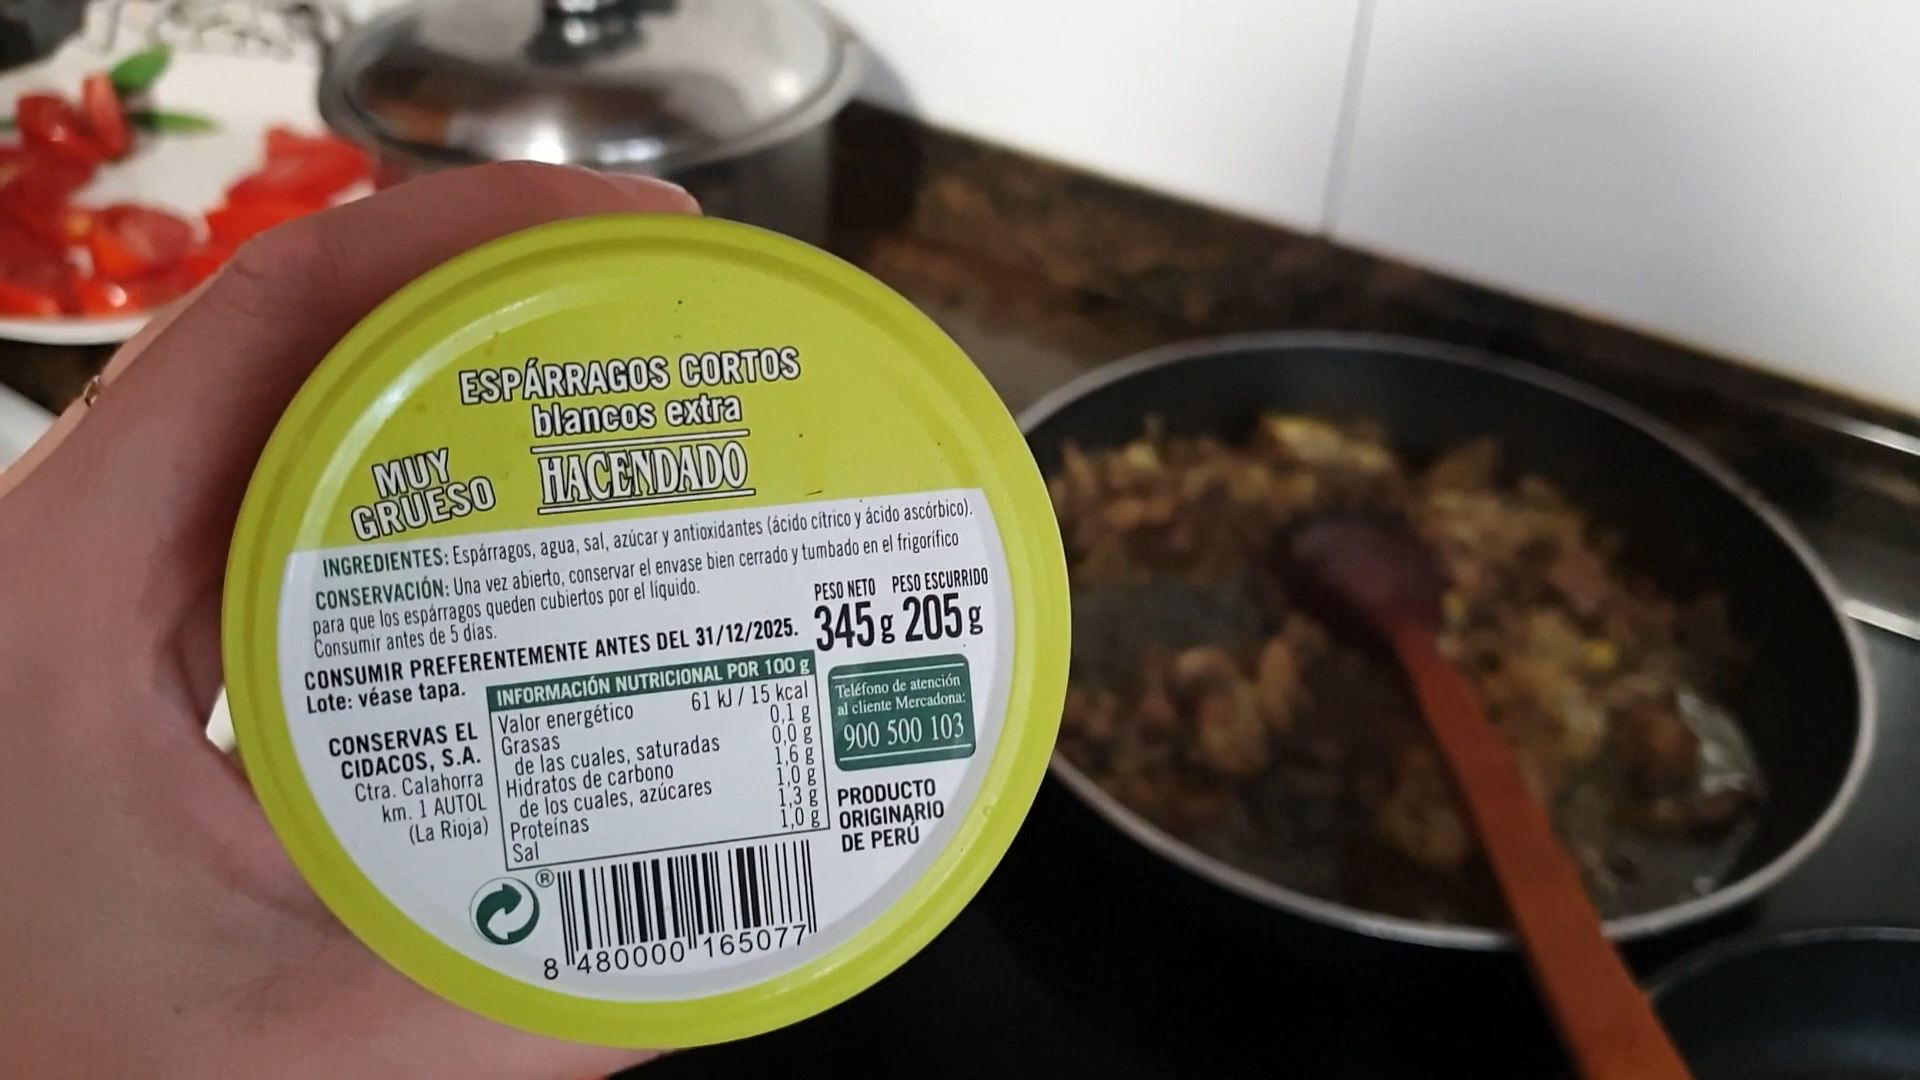 ESPÁRRAGOS CORTOS
blancos extra
MUY
GRUESO
HACENDADO
INGREDIENTES: Espárragos, agua, sal, azúcar y antioxidantes (ácido cítrico y ácido ascórbico).
CONSERVACIÓN: Una vez abierto, conservar el envase bien cerrado y tumbado en el frigorífico
para que los espárragos queden cubiertos por el líquido.
Consumir antes de 5 días.
PESO NETO PESO ESCURRIDO
345 g 205 g
CONSUMIR PREFERENTEMENTE ANTES DEL 31/12/2025.
Lote: véase tapa.
CONSERVAS EL
CIDACOS, S.A.
Ctra. Calahorra
km. 1 AUTOL
(La Rioja)
INFORMACIÓN NUTRICIONAL POR 100 g
Valor energético 61 kJ / 15 kcal
Grasas 0,1 g
de las cuales, saturadas 0,0 g
Hidratos de carbono 1,6 g
de los cuales, azúcares 1,0 g
Proteínas 1,3 g
Sal 1,0 g
Teléfono de atención
al cliente Mercadona:
900 500 103
PRODUCTO
ORIGINARIO
DE PERÚ
®
8 480000 165077